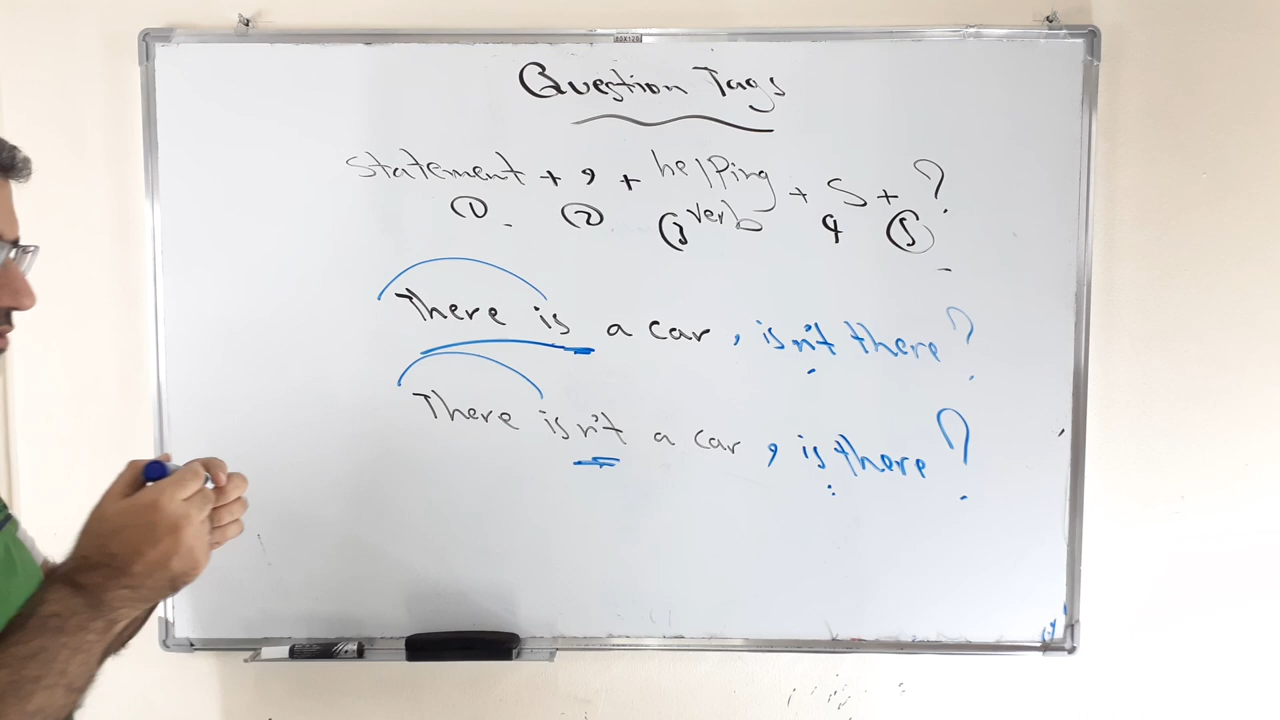 80X120
Question Tags
statement + , + helping verb + S + ?
① ② ③ 4 ⑤
There is a car, isn't there?
There isn't a car, is there?